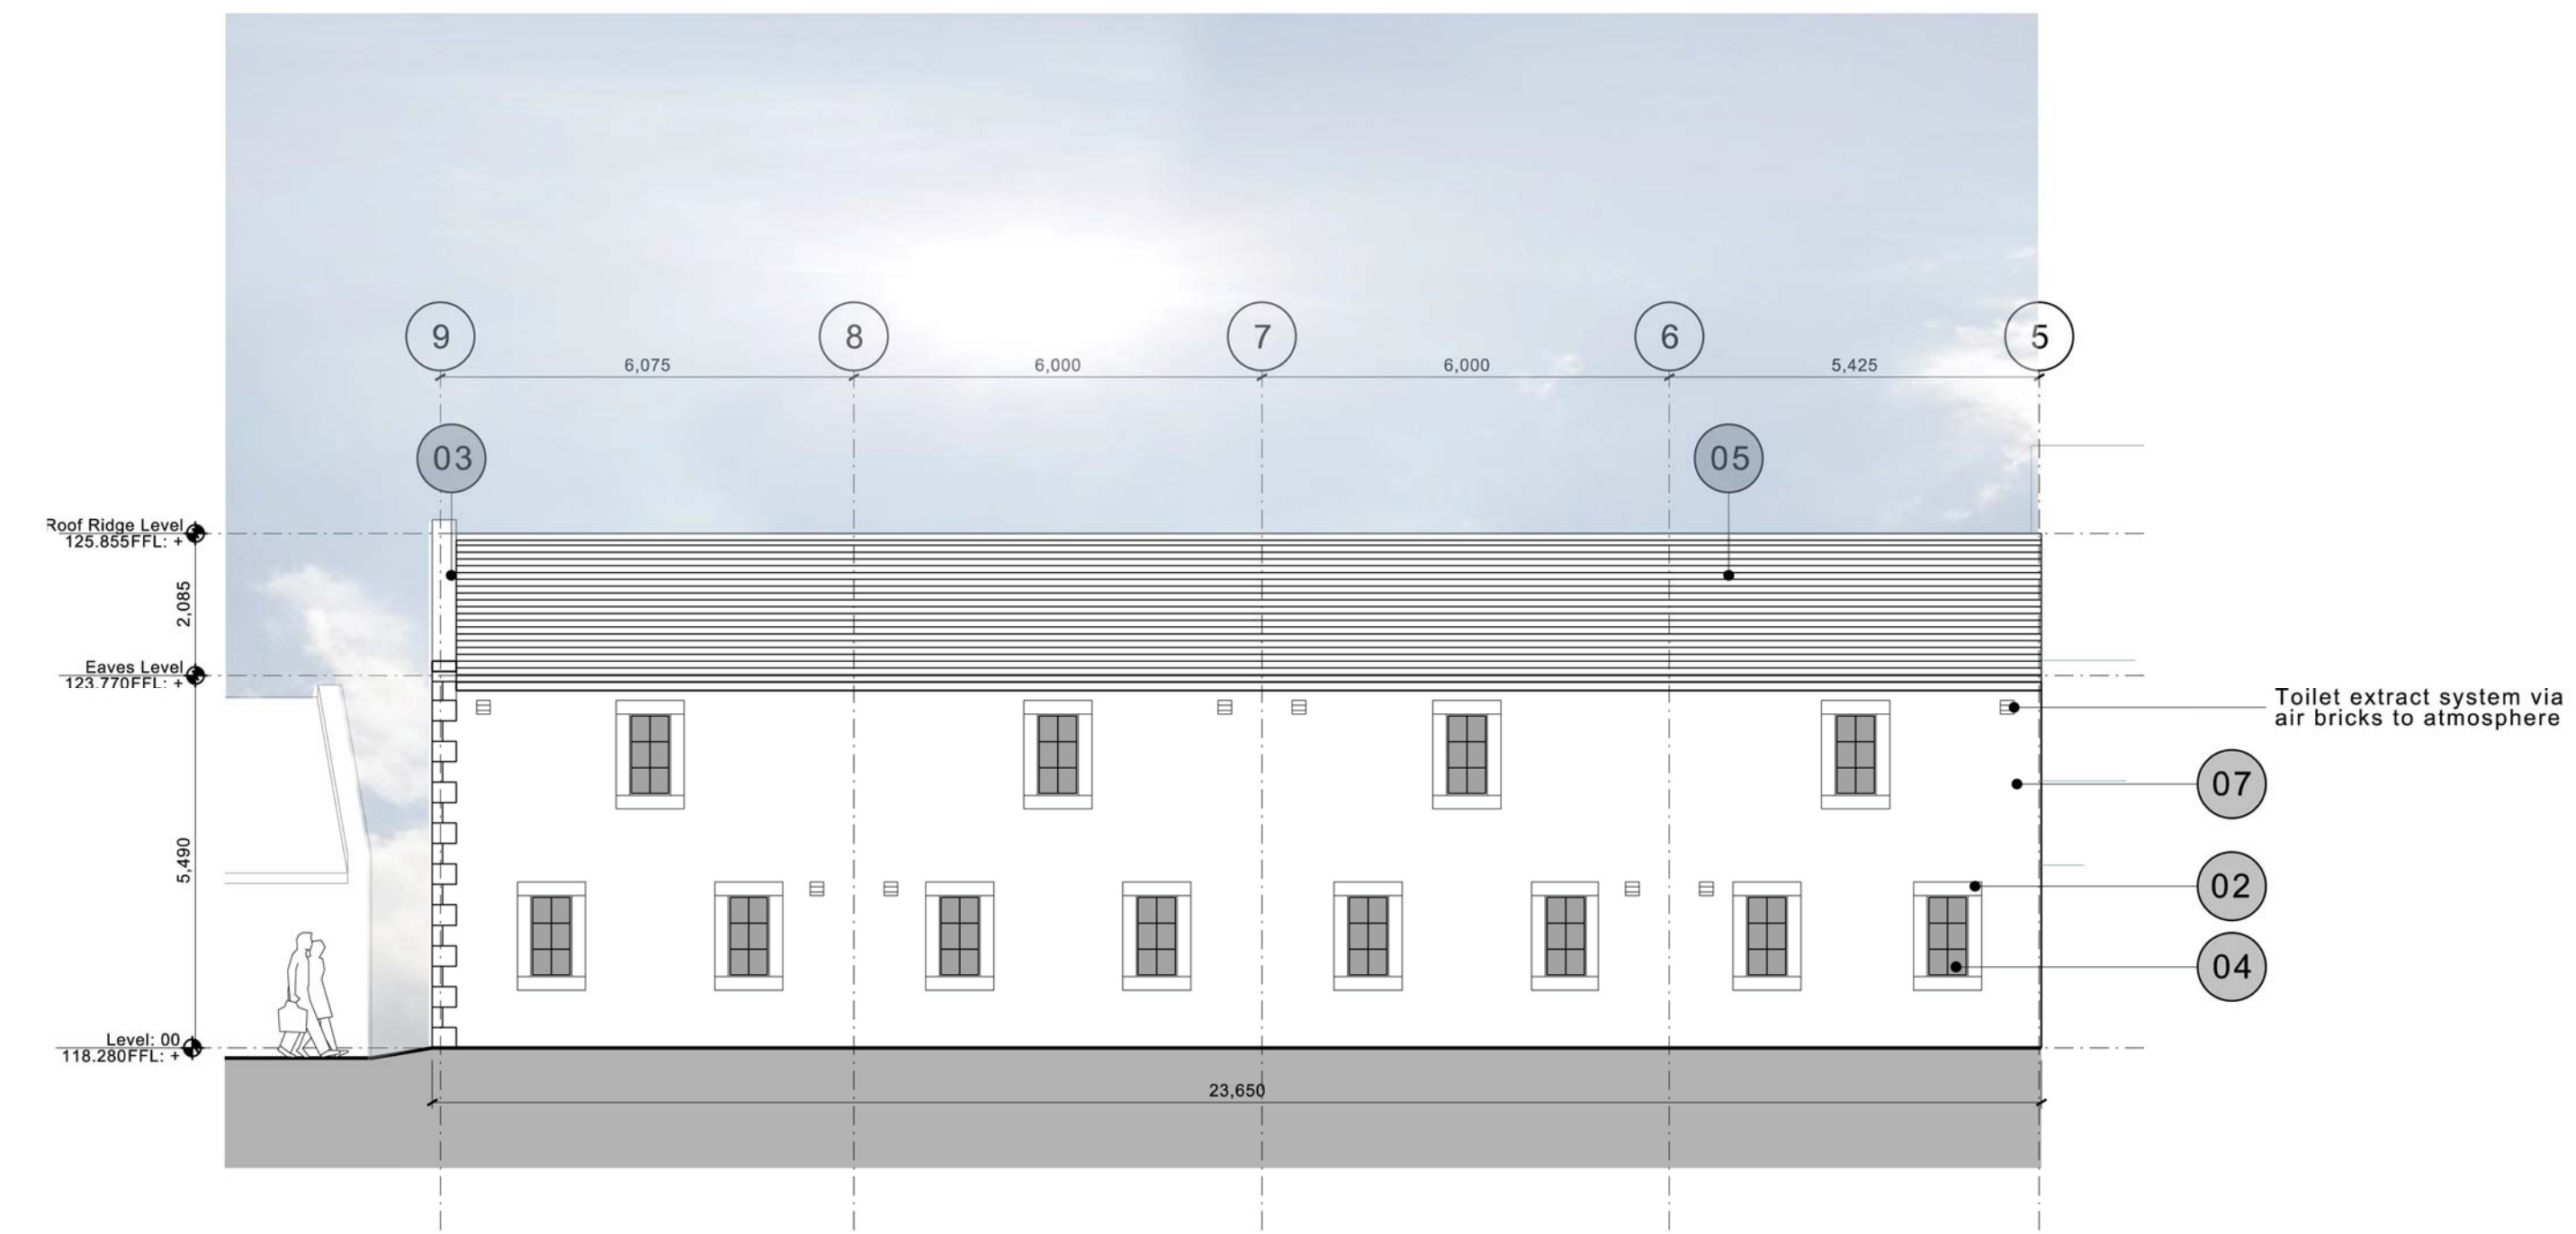 9
8
7
6
5
6,075
6,000
6,000
5,425
03
05
Roof Ridge Level
125.855FFL: +
2,085
Eaves Level
123.770FFL: +
Toilet extract system via
air bricks to atmosphere
07
5,490
02
04
Level: 00
118.280FFL: +
23,650